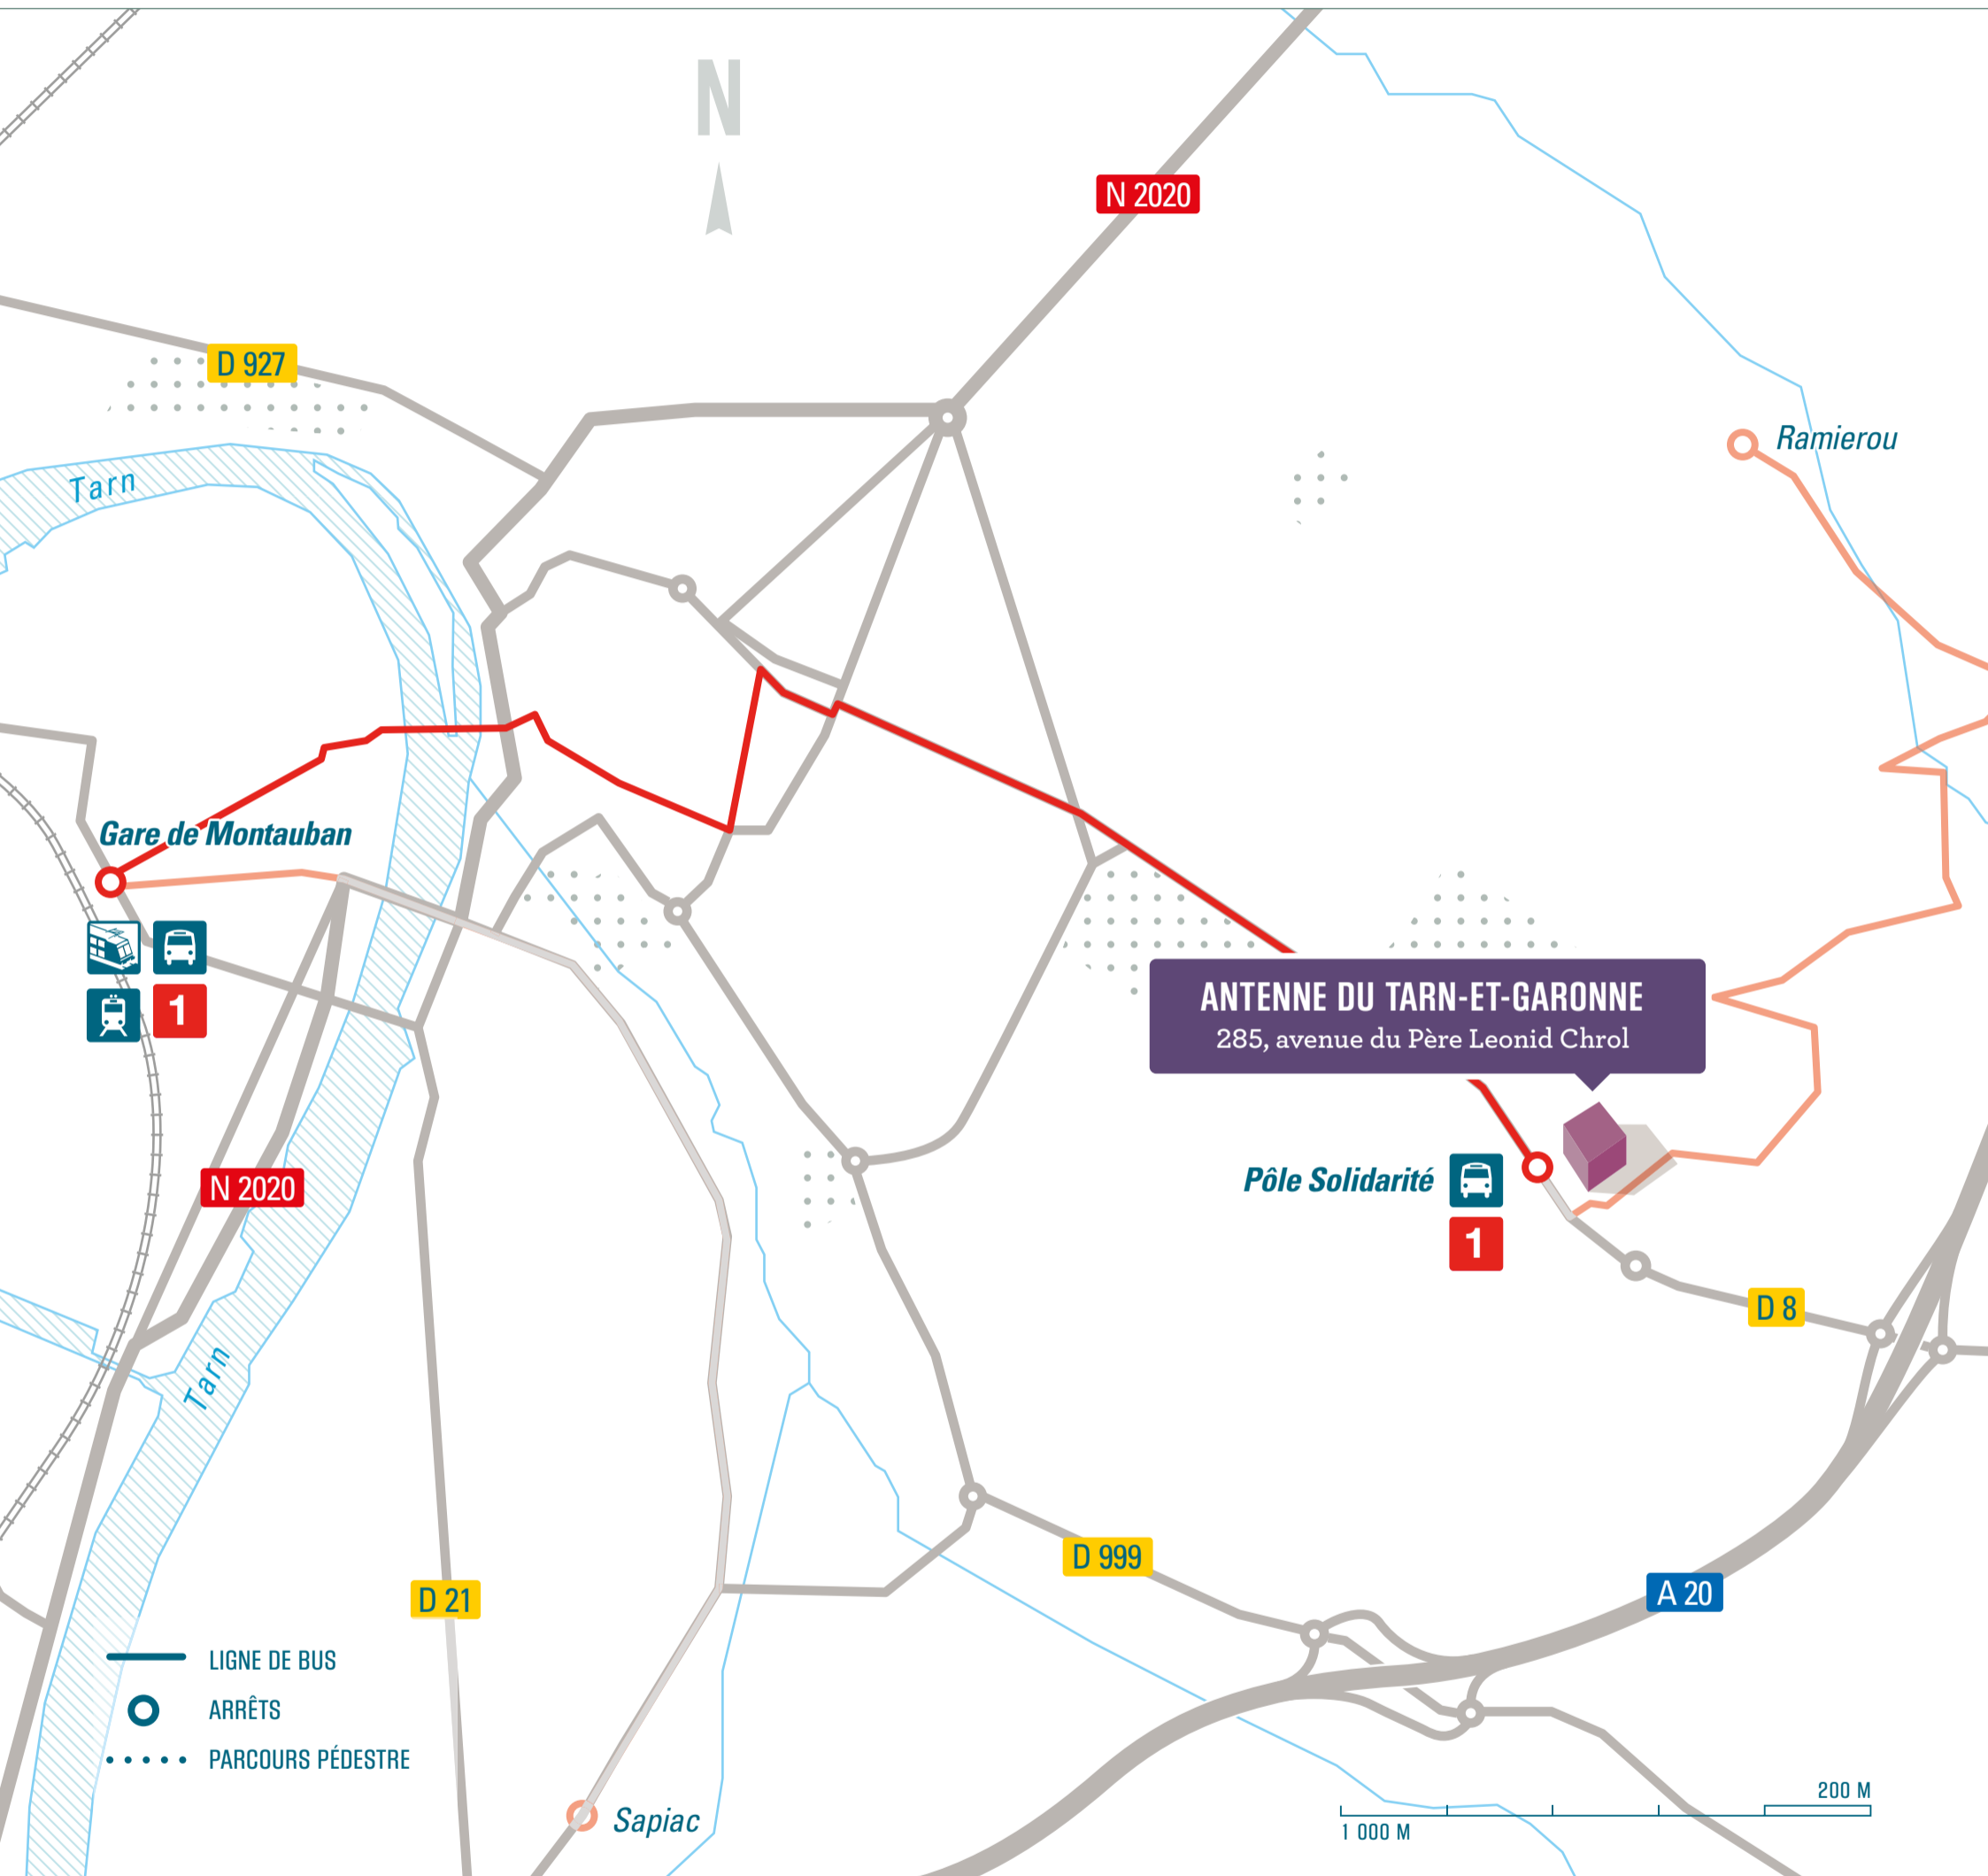 N
N 2020
D 927
Tarn
Ramierou
Gare de Montauban
1
ANTENNE DU TARN-ET-GARONNE
285, avenue du Père Leonid Chrol
Pôle Solidarité
1
N 2020
D 8
Tarn
D 999
A 20
D 21
LIGNE DE BUS
ARRÊTS
PARCOURS PÉDESTRE
Sapiac
200 M
1 000 M